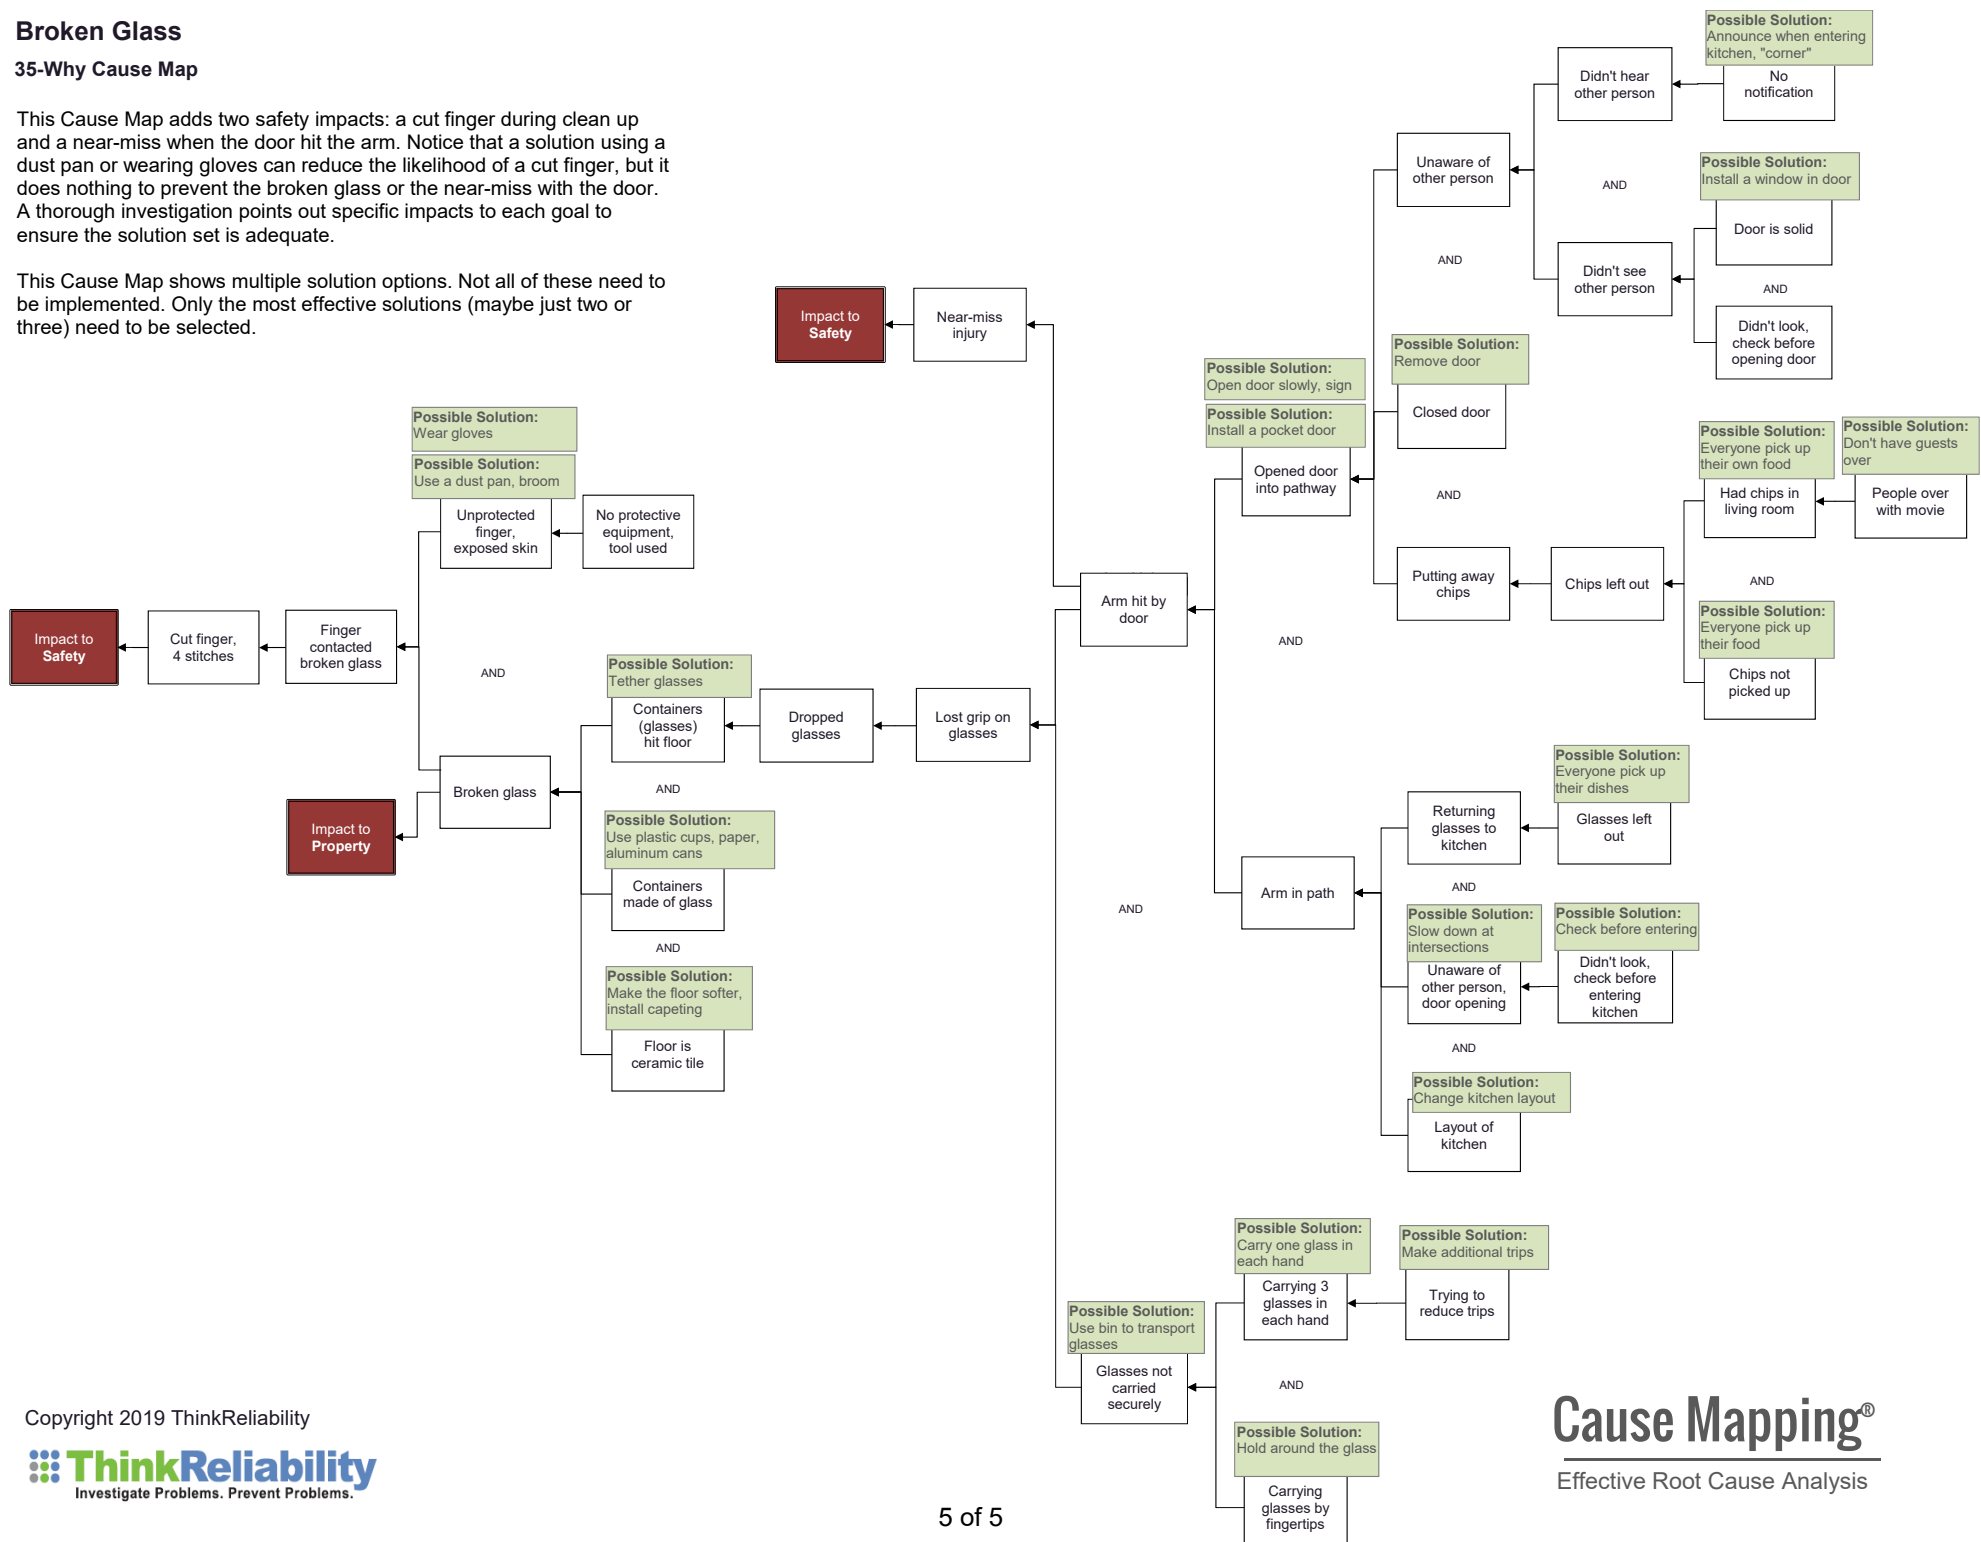 Broken Glass
35-Why Cause Map
This Cause Map adds two safety impacts: a cut finger during clean up
and a near-miss when the door hit the arm. Notice that a solution using a
dust pan or wearing gloves can reduce the likelihood of a cut finger, but it
does nothing to prevent the broken glass or the near-miss with the door.
A thorough investigation points out specific impacts to each goal to
ensure the solution set is adequate.
This Cause Map shows multiple solution options. Not all of these need to
be implemented. Only the most effective solutions (maybe just two or
three) need to be selected.
Impact to
Safety
Cut finger,
4 stitches
Finger
contacted
broken glass
Possible Solution:
Wear gloves
Possible Solution:
Use a dust pan, broom
Unprotected
finger,
exposed skin
No protective
equipment,
tool used
AND
Broken glass
Impact to
Property
Possible Solution:
Tether glasses
Containers
(glasses)
hit floor
Dropped
glasses
Lost grip on
glasses
AND
Possible Solution:
Use plastic cups, paper,
aluminum cans
Containers
made of glass
AND
Possible Solution:
Make the floor softer,
install capeting
Floor is
ceramic tile
Impact to
Safety
Near-miss
injury
Arm hit by
door
AND
Possible Solution:
Open door slowly, sign
Possible Solution:
Install a pocket door
Opened door
into pathway
AND
Unaware of
other person
Didn't hear
other person
Possible Solution:
Announce when entering
kitchen, "corner"
No
notification
AND
Didn't see
other person
Possible Solution:
Install a window in door
Door is solid
AND
Didn't look,
check before
opening door
AND
Possible Solution:
Remove door
Closed door
AND
Putting away
chips
Chips left out
Possible Solution:
Everyone pick up
their own food
Had chips in
living room
Possible Solution:
Don't have guests
over
People over
with movie
AND
Possible Solution:
Everyone pick up
their food
Chips not
picked up
Arm in path
Returning
glasses to
kitchen
Possible Solution:
Everyone pick up
their dishes
Glasses left
out
AND
Possible Solution:
Slow down at
intersections
Unaware of
other person,
door opening
Possible Solution:
Check before entering
Didn't look,
check before
entering
kitchen
AND
Possible Solution:
Change kitchen layout
Layout of
kitchen
Possible Solution:
Use bin to transport
glasses
Glasses not
carried
securely
Possible Solution:
Carry one glass in
each hand
Carrying 3
glasses in
each hand
Possible Solution:
Make additional trips
Trying to
reduce trips
AND
Possible Solution:
Hold around the glass
Carrying
glasses by
fingertips
Copyright 2019 ThinkReliability
ThinkReliability
Investigate Problems. Prevent Problems.
5 of 5
Cause Mapping®
Effective Root Cause Analysis